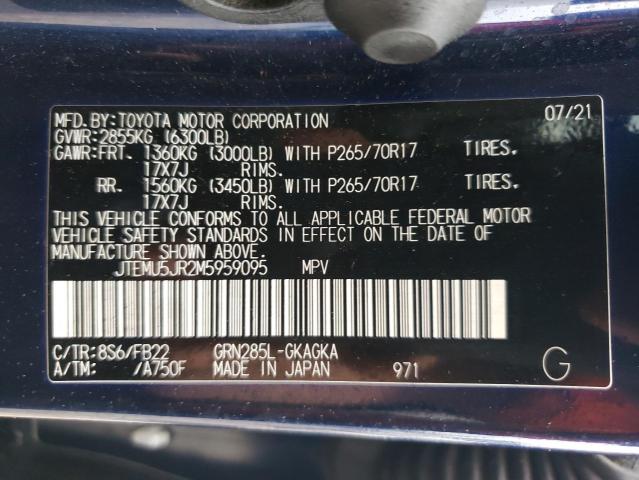 MFD.BY:TOYOTA MOTOR CORPORATION 07/21
GVWR:2855KG (6300LB)
GAWR:FRT. 1360KG (3000LB) WITH P265/70R17 TIRES.
17X7J RIMS.
RR. 1560KG (3450LB) WITH P265/70R17 TIRES.
17X7J RIMS.
THIS VEHICLE CONFORMS TO ALL APPLICABLE FEDERAL MOTOR
VEHICLE SAFETY STANDARDS IN EFFECT ON THE DATE OF
MANUFACTURE SHOWN ABOVE.
JTEMU5JR2M5959095 MPV
C/TR:8S6/FB22 GRN285L-GKAGKA
A/TM: /A750F MADE IN JAPAN 971 G